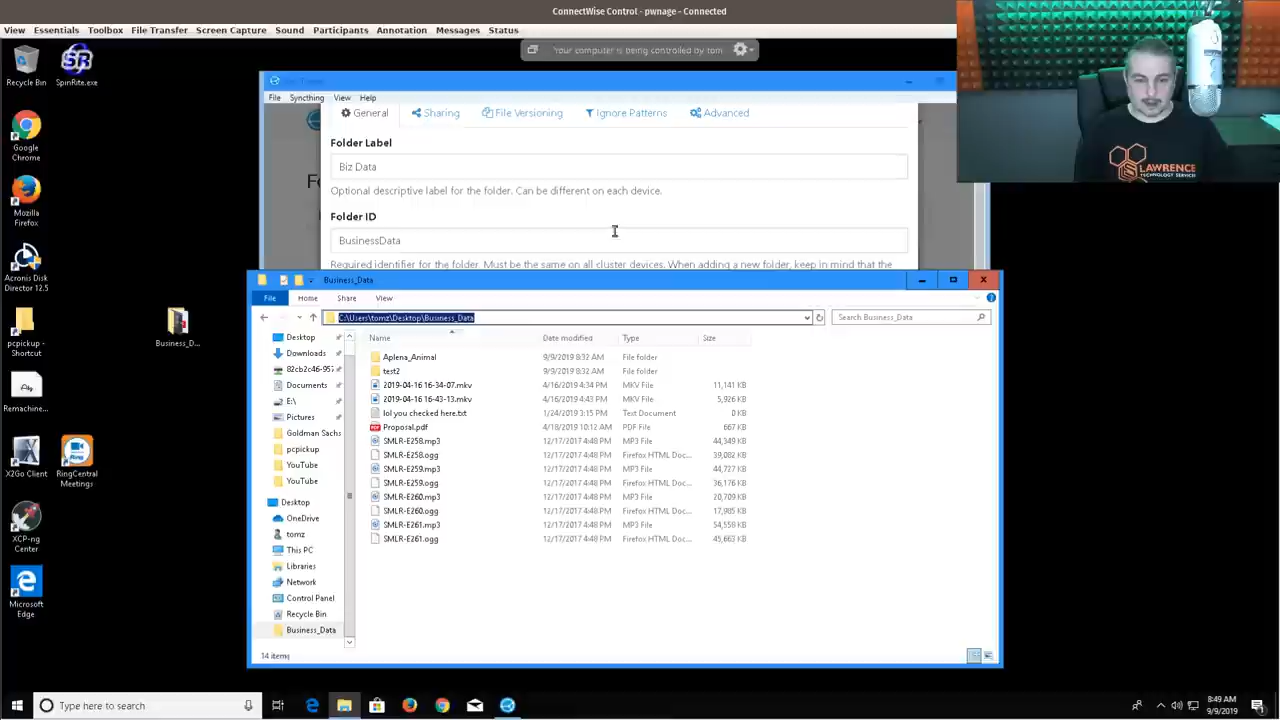 ConnectWise Control - pwnage - Connected
View Essentials Toolbox File Transfer Screen Capture Sound Participants Annotation Messages Status
Your computer is being controlled by tom
Recycle Bin
SpinRite.exe
Google Chrome
Mozilla Firefox
Acronis Disk Director 12.5
pcpickup - Shortcut
Business_D...
Remachine...
X2Go Client
RingCentral Meetings
XCP-ng Center
Microsoft Edge
File Syncthing View Help
General Sharing File Versioning Ignore Patterns Advanced
Folder Label
Biz Data
Optional descriptive label for the folder. Can be different on each device.
Folder ID
BusinessData
Required identifier for the folder. Must be the same on all cluster devices. When adding a new folder, keep in mind that the
LAWRENCE
TECHNOLOGY SERVICES
Business_Data
File Home Share View
C:\Users\tomz\Desktop\Business_Data
Search Business_Data
Desktop
Downloads
82cb2c46-957
Documents
E:\
Pictures
Goldman Sachs
pcpickup
YouTube
YouTube
Desktop
OneDrive
tomz
This PC
Libraries
Network
Control Panel
Recycle Bin
Business_Data
Name Date modified Type Size
Aplena_Animal 9/9/2019 8:32 AM File folder
test2 9/9/2019 8:32 AM File folder
2019-04-16 16-34-07.mkv 4/16/2019 4:34 PM MKV File 11,141 KB
2019-04-16 16-43-13.mkv 4/16/2019 4:43 PM MKV File 5,926 KB
lol you checked here.txt 1/24/2019 3:15 PM Text Document 0 KB
Proposal.pdf 4/18/2019 10:12 AM PDF File 667 KB
SMLR-E258.mp3 12/17/2017 4:48 PM MP3 File 44,349 KB
SMLR-E258.ogg 12/17/2017 4:48 PM Firefox HTML Doc... 39,082 KB
SMLR-E259.mp3 12/17/2017 4:48 PM MP3 File 44,727 KB
SMLR-E259.ogg 12/17/2017 4:48 PM Firefox HTML Doc... 36,176 KB
SMLR-E260.mp3 12/17/2017 4:48 PM MP3 File 20,709 KB
SMLR-E260.ogg 12/17/2017 4:48 PM Firefox HTML Doc... 17,985 KB
SMLR-E261.mp3 12/17/2017 4:48 PM MP3 File 54,559 KB
SMLR-E261.ogg 12/17/2017 4:48 PM Firefox HTML Doc... 45,663 KB
14 items
Type here to search
8:49 AM
9/9/2019